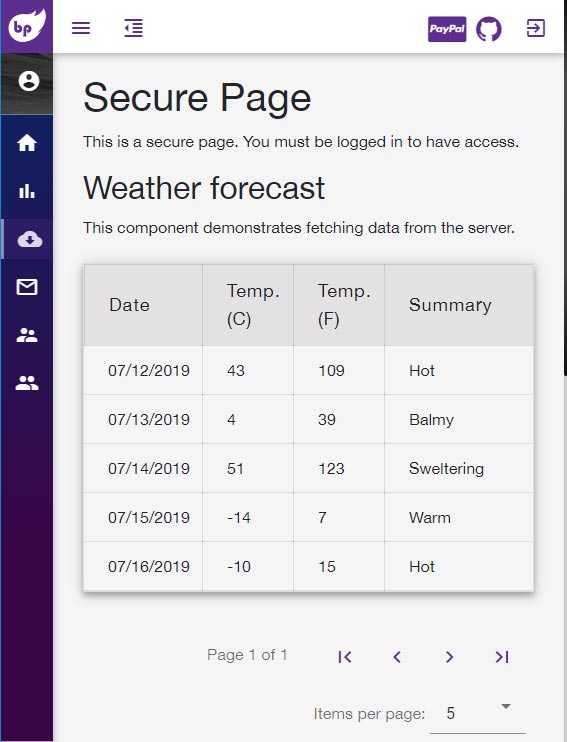 bp
PayPal
Secure Page
This is a secure page. You must be logged in to have access.
Weather forecast
This component demonstrates fetching data from the server.
Date Temp. (C) Temp. (F) Summary
07/12/2019 43 109 Hot
07/13/2019 4 39 Balmy
07/14/2019 51 123 Sweltering
07/15/2019 -14 7 Warm
07/16/2019 -10 15 Hot
Page 1 of 1
Items per page: 5